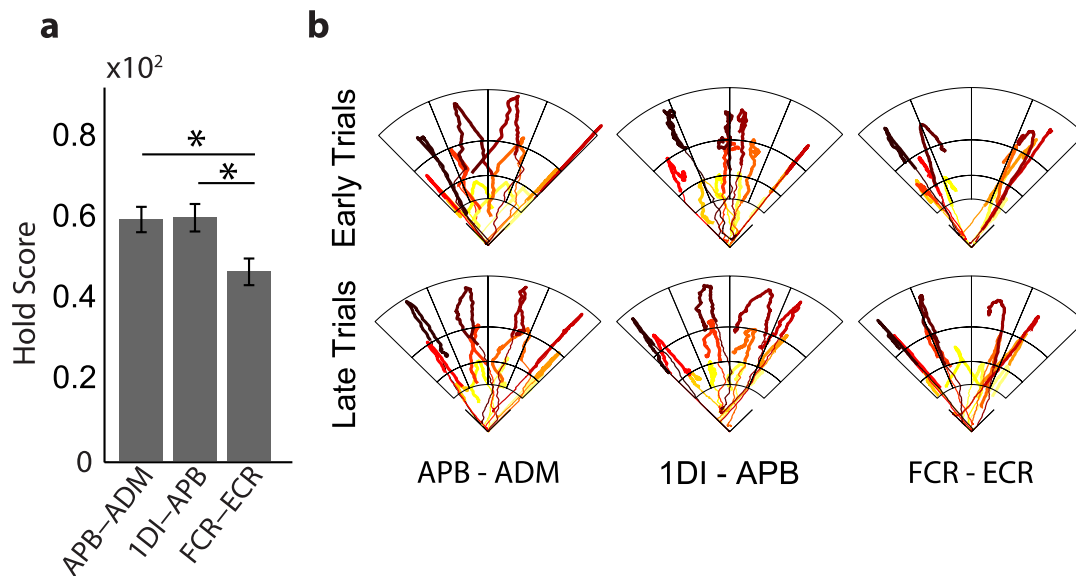 a
x10²
0.8
0.6
0.4
0.2
0
Hold Score
*
*
APB–ADM
1DI–APB
FCR–ECR
b
Early Trials
Late Trials
APB - ADM
1DI - APB
FCR - ECR